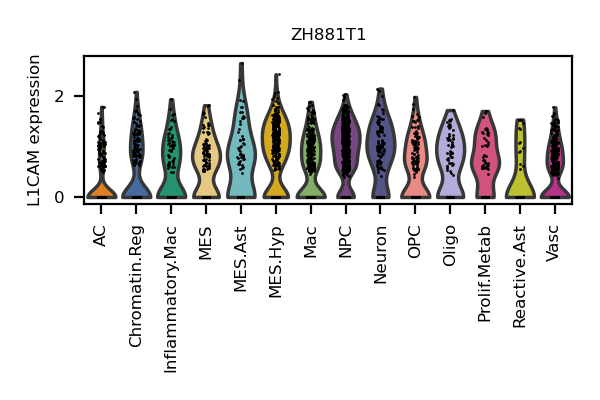 ZH881T1
L1CAM expression
2
0
AC
Chromatin.Reg
Inflammatory.Mac
MES
MES.Ast
MES.Hyp
Mac
NPC
Neuron
OPC
Oligo
Prolif.Metab
Reactive.Ast
Vasc